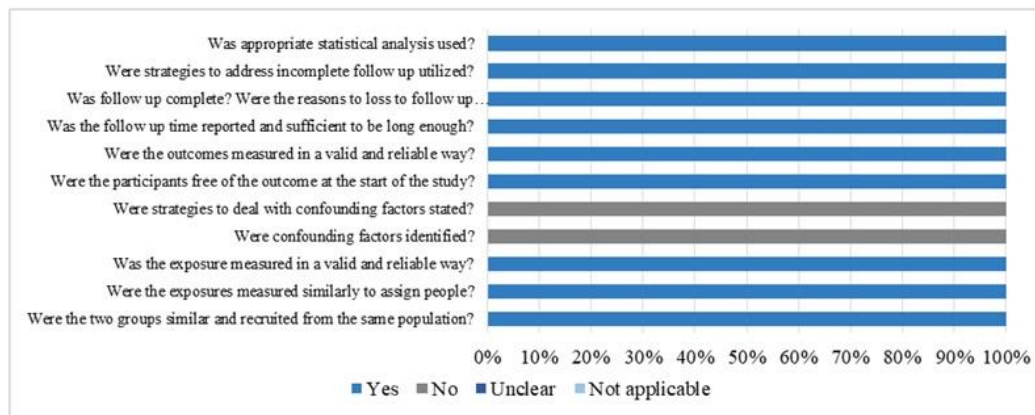 Was appropriate statistical analysis used?
Were strategies to address incomplete follow up utilized?
Was follow up complete? Were the reasons to loss to follow up…
Was the follow up time reported and sufficient to be long enough?
Were the outcomes measured in a valid and reliable way?
Were the participants free of the outcome at the start of the study?
Were strategies to deal with confounding factors stated?
Were confounding factors identified?
Was the exposure measured in a valid and reliable way?
Were the exposures measured similarly to assign people?
Were the two groups similar and recruited from the same population?
0% 10% 20% 30% 40% 50% 60% 70% 80% 90% 100%
Yes No Unclear Not applicable